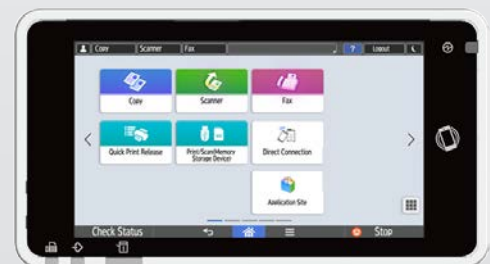 Copy
Scanner
Fax
? Logout
Copy
Scanner
Fax
Quick Print Release
Print/Scan(Memory
Storage Device)
Direct Connection
Application Site
Check Status
Stop